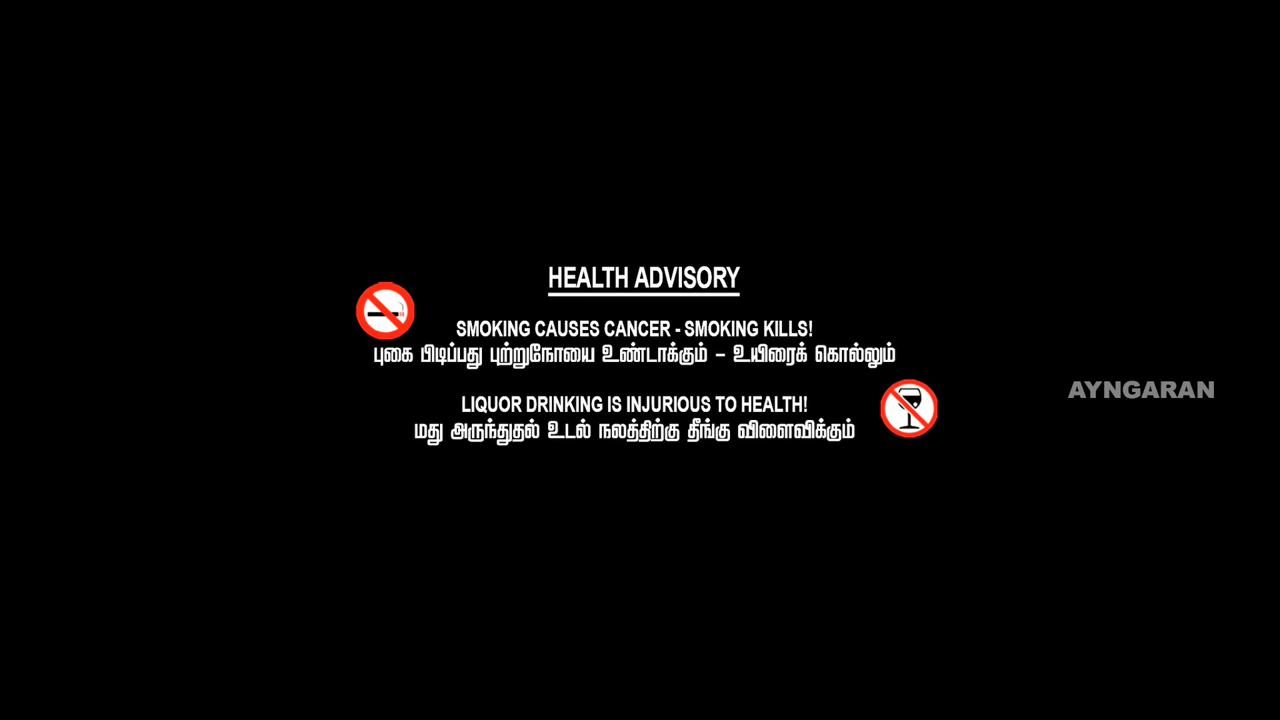 HEALTH ADVISORY
SMOKING CAUSES CANCER - SMOKING KILLS!
புகை பிடிப்பது புற்றுநோயை உண்டாக்கும் – உயிரைக் கொல்லும்
LIQUOR DRINKING IS INJURIOUS TO HEALTH!
மது அருந்துதல் உடல் நலத்திற்கு தீங்கு விளைவிக்கும்
AYNGARAN